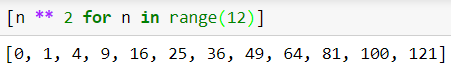 [n ** 2 for n in range(12)]
[0, 1, 4, 9, 16, 25, 36, 49, 64, 81, 100, 121]